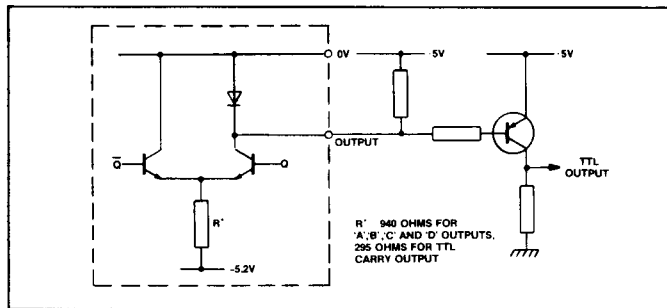 0V
5V
5V
OUTPUT
Q̅
Q
TTL
OUTPUT
R*
R* 940 OHMS FOR
'A','B','C' AND 'D' OUTPUTS,
295 OHMS FOR TTL
CARRY OUTPUT
-5.2V